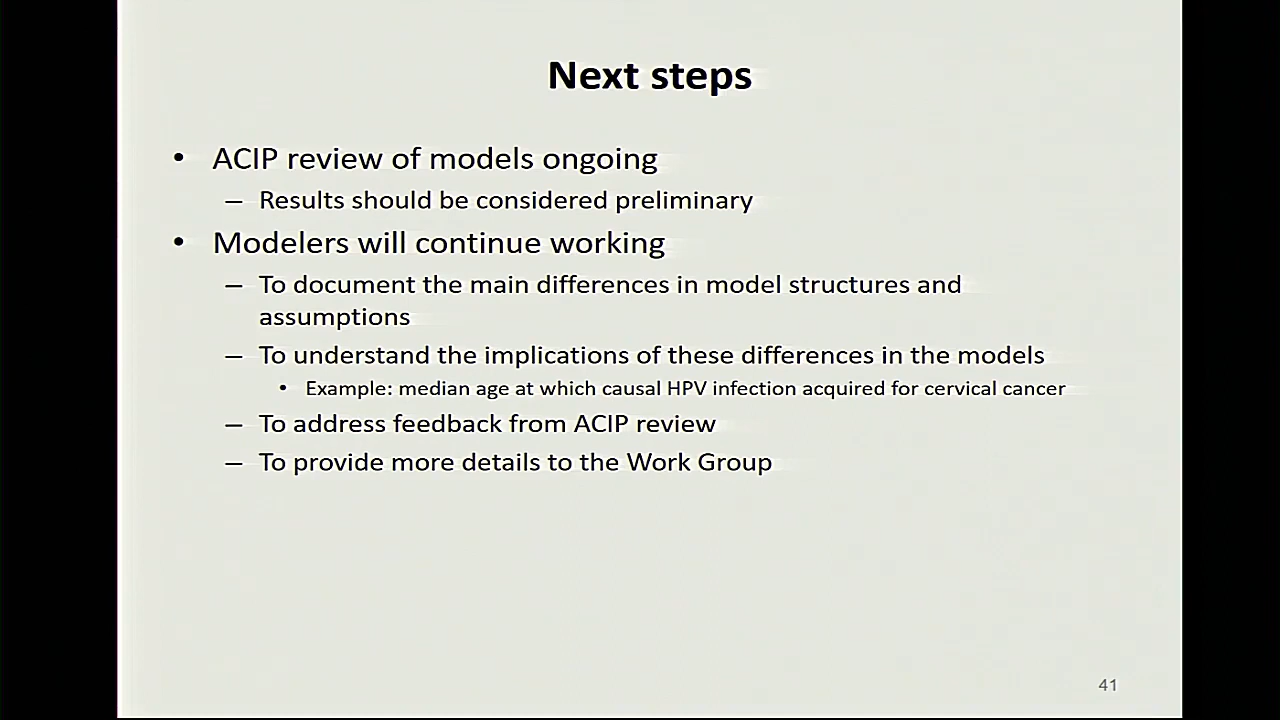 Next steps
• ACIP review of models ongoing
– Results should be considered preliminary
• Modelers will continue working
– To document the main differences in model structures and
assumptions
– To understand the implications of these differences in the models
• Example: median age at which causal HPV infection acquired for cervical cancer
– To address feedback from ACIP review
– To provide more details to the Work Group
41